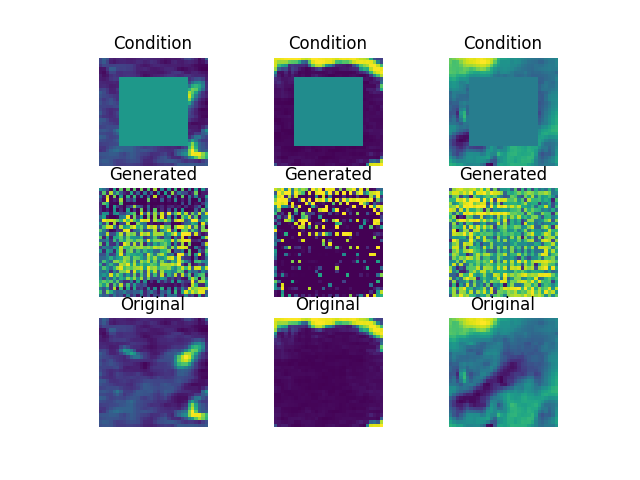 Condition Condition Condition
Generated Generated Generated
Original Original Original